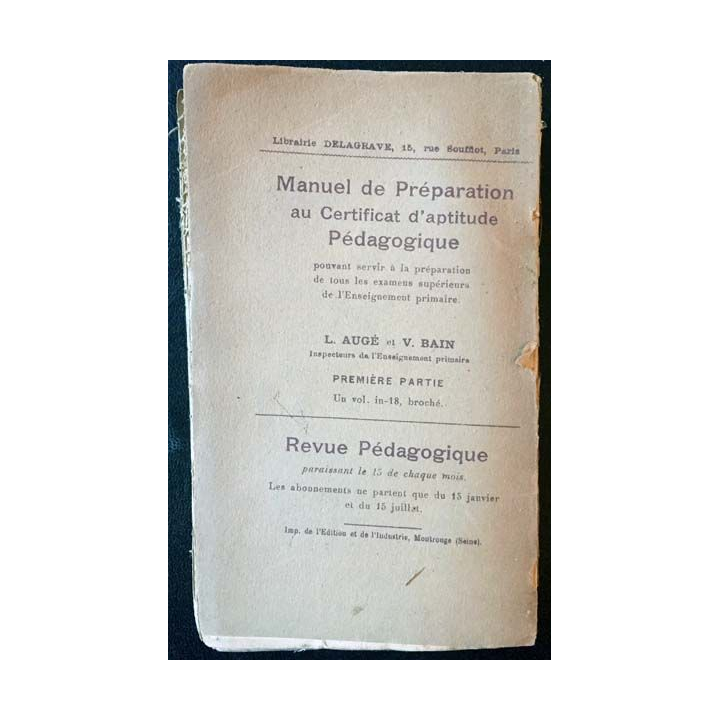 Librairie DELAGRAVE, 15, rue Soufflot, Paris
Manuel de Préparation
au Certificat d'aptitude
Pédagogique
pouvant servir à la préparation
de tous les examens supérieurs
de l'Enseignement primaire.
L. AUGÉ et V. BAIN
Inspecteurs de l'Enseignement primaire
PREMIÈRE PARTIE
Un vol. in-18, broché.
Revue Pédagogique
paraissant le 15 de chaque mois.
Les abonnements ne partent que du 15 janvier
et du 15 juillet.
Imp. de l'Edition et de l'Industrie, Montrouge (Seine).